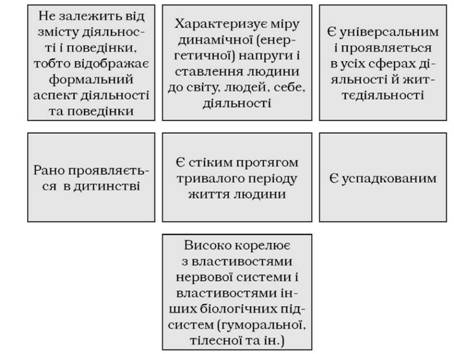 Не залежить від
змісту діяльнос-
ті і поведінки,
тобто відображає
формальний
аспект діяльності
та поведінки
Характеризує міру
динамічної (енер-
гетичної) напруги і
ставлення людини
до світу, людей, себе,
діяльності
Є універсальним
і проявляється
в усіх сферах ді-
яльності й жит-
тєдіяльності
Рано проявляєть-
ся в дитинстві
Є стіким протягом
тривалого періоду
життя людини
Є успадкованим
Високо корелює
з властивостями
нервової системи і
властивостями ін-
ших біологічних під-
систем (гуморальної,
тілесної та ін.)